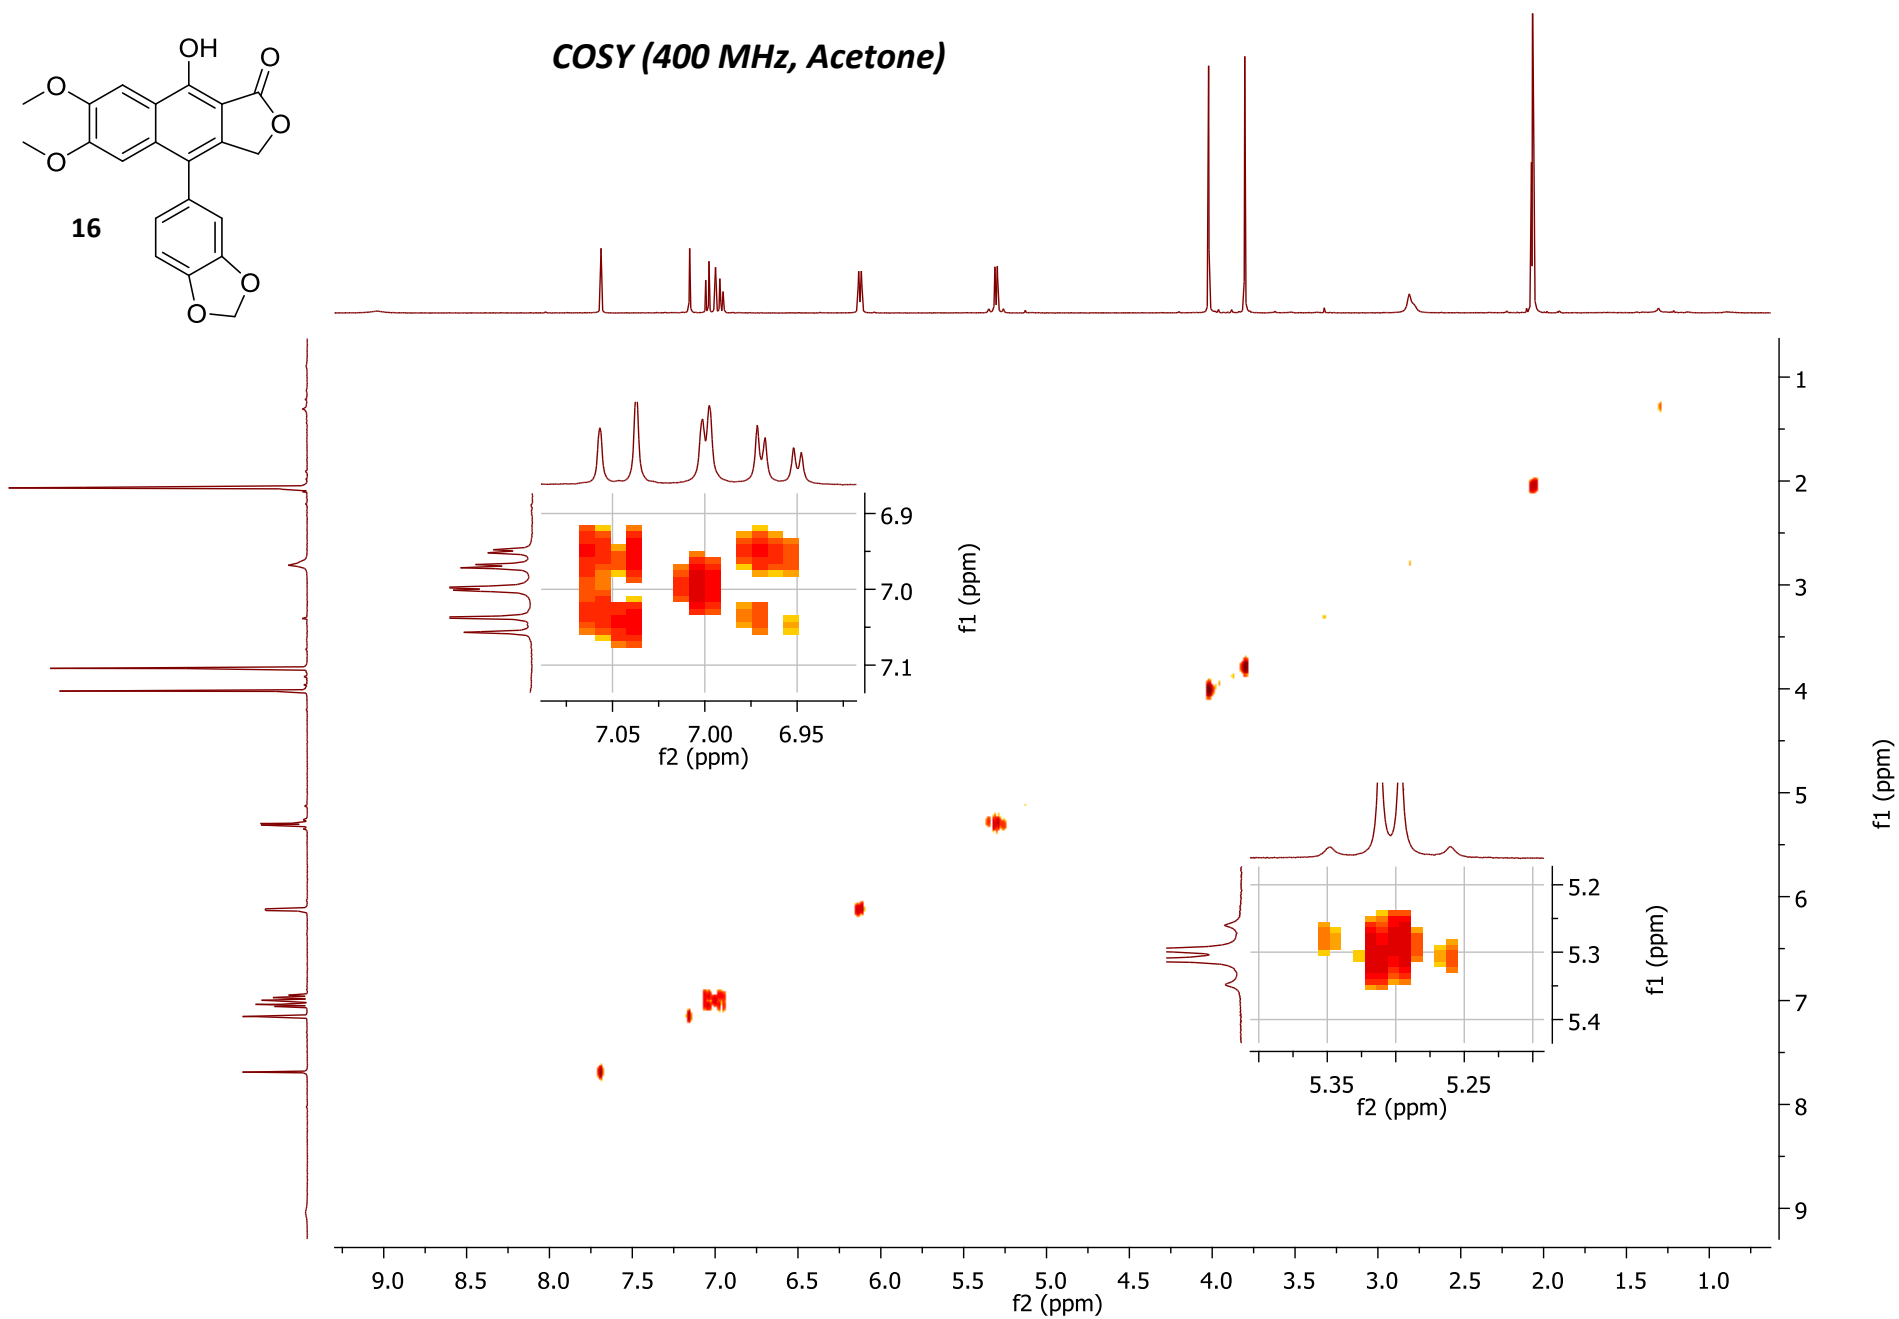 COSY (400 MHz, Acetone)
OH
O
O
O
O
16
O
O
1
2
3
4
5
6
7
8
9
f1 (ppm)
6.9
7.0
7.1
f1 (ppm)
7.05 7.00 6.95
f2 (ppm)
5.2
5.3
5.4
f1 (ppm)
5.35 5.25
f2 (ppm)
9.0 8.5 8.0 7.5 7.0 6.5 6.0 5.5 5.0 4.5 4.0 3.5 3.0 2.5 2.0 1.5 1.0
f2 (ppm)